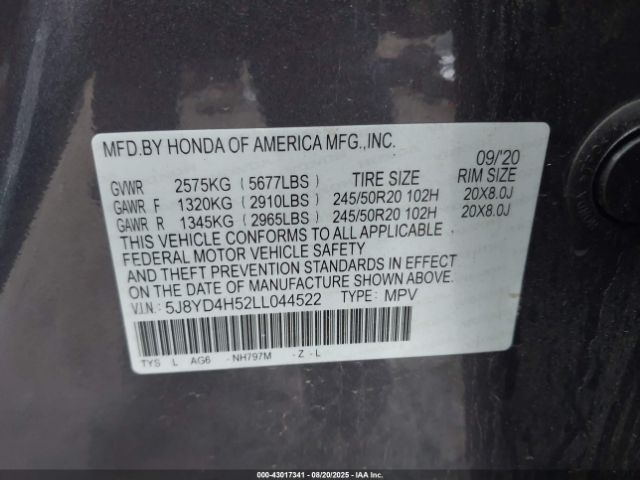 MFD.BY HONDA OF AMERICA MFG.,INC.
09/'20
GVWR 2575KG (5677LBS) TIRE SIZE RIM SIZE
GAWR F 1320KG (2910LBS) 245/50R20 102H 20X8.0J
GAWR R 1345KG (2965LBS) 245/50R20 102H 20X8.0J
THIS VEHICLE CONFORMS TO ALL APPLICABLE
FEDERAL MOTOR VEHICLE SAFETY
AND THEFT PREVENTION STANDARDS IN EFFECT
ON THE DATE OF MANUFACTURE SHOWN ABOVE.
V.I.N.: 5J8YD4H52LL044522 TYPE: MPV
TYS L AG6 -NH797M -Z-L
000-43017341 - 08/20/2025 - IAAI.COM